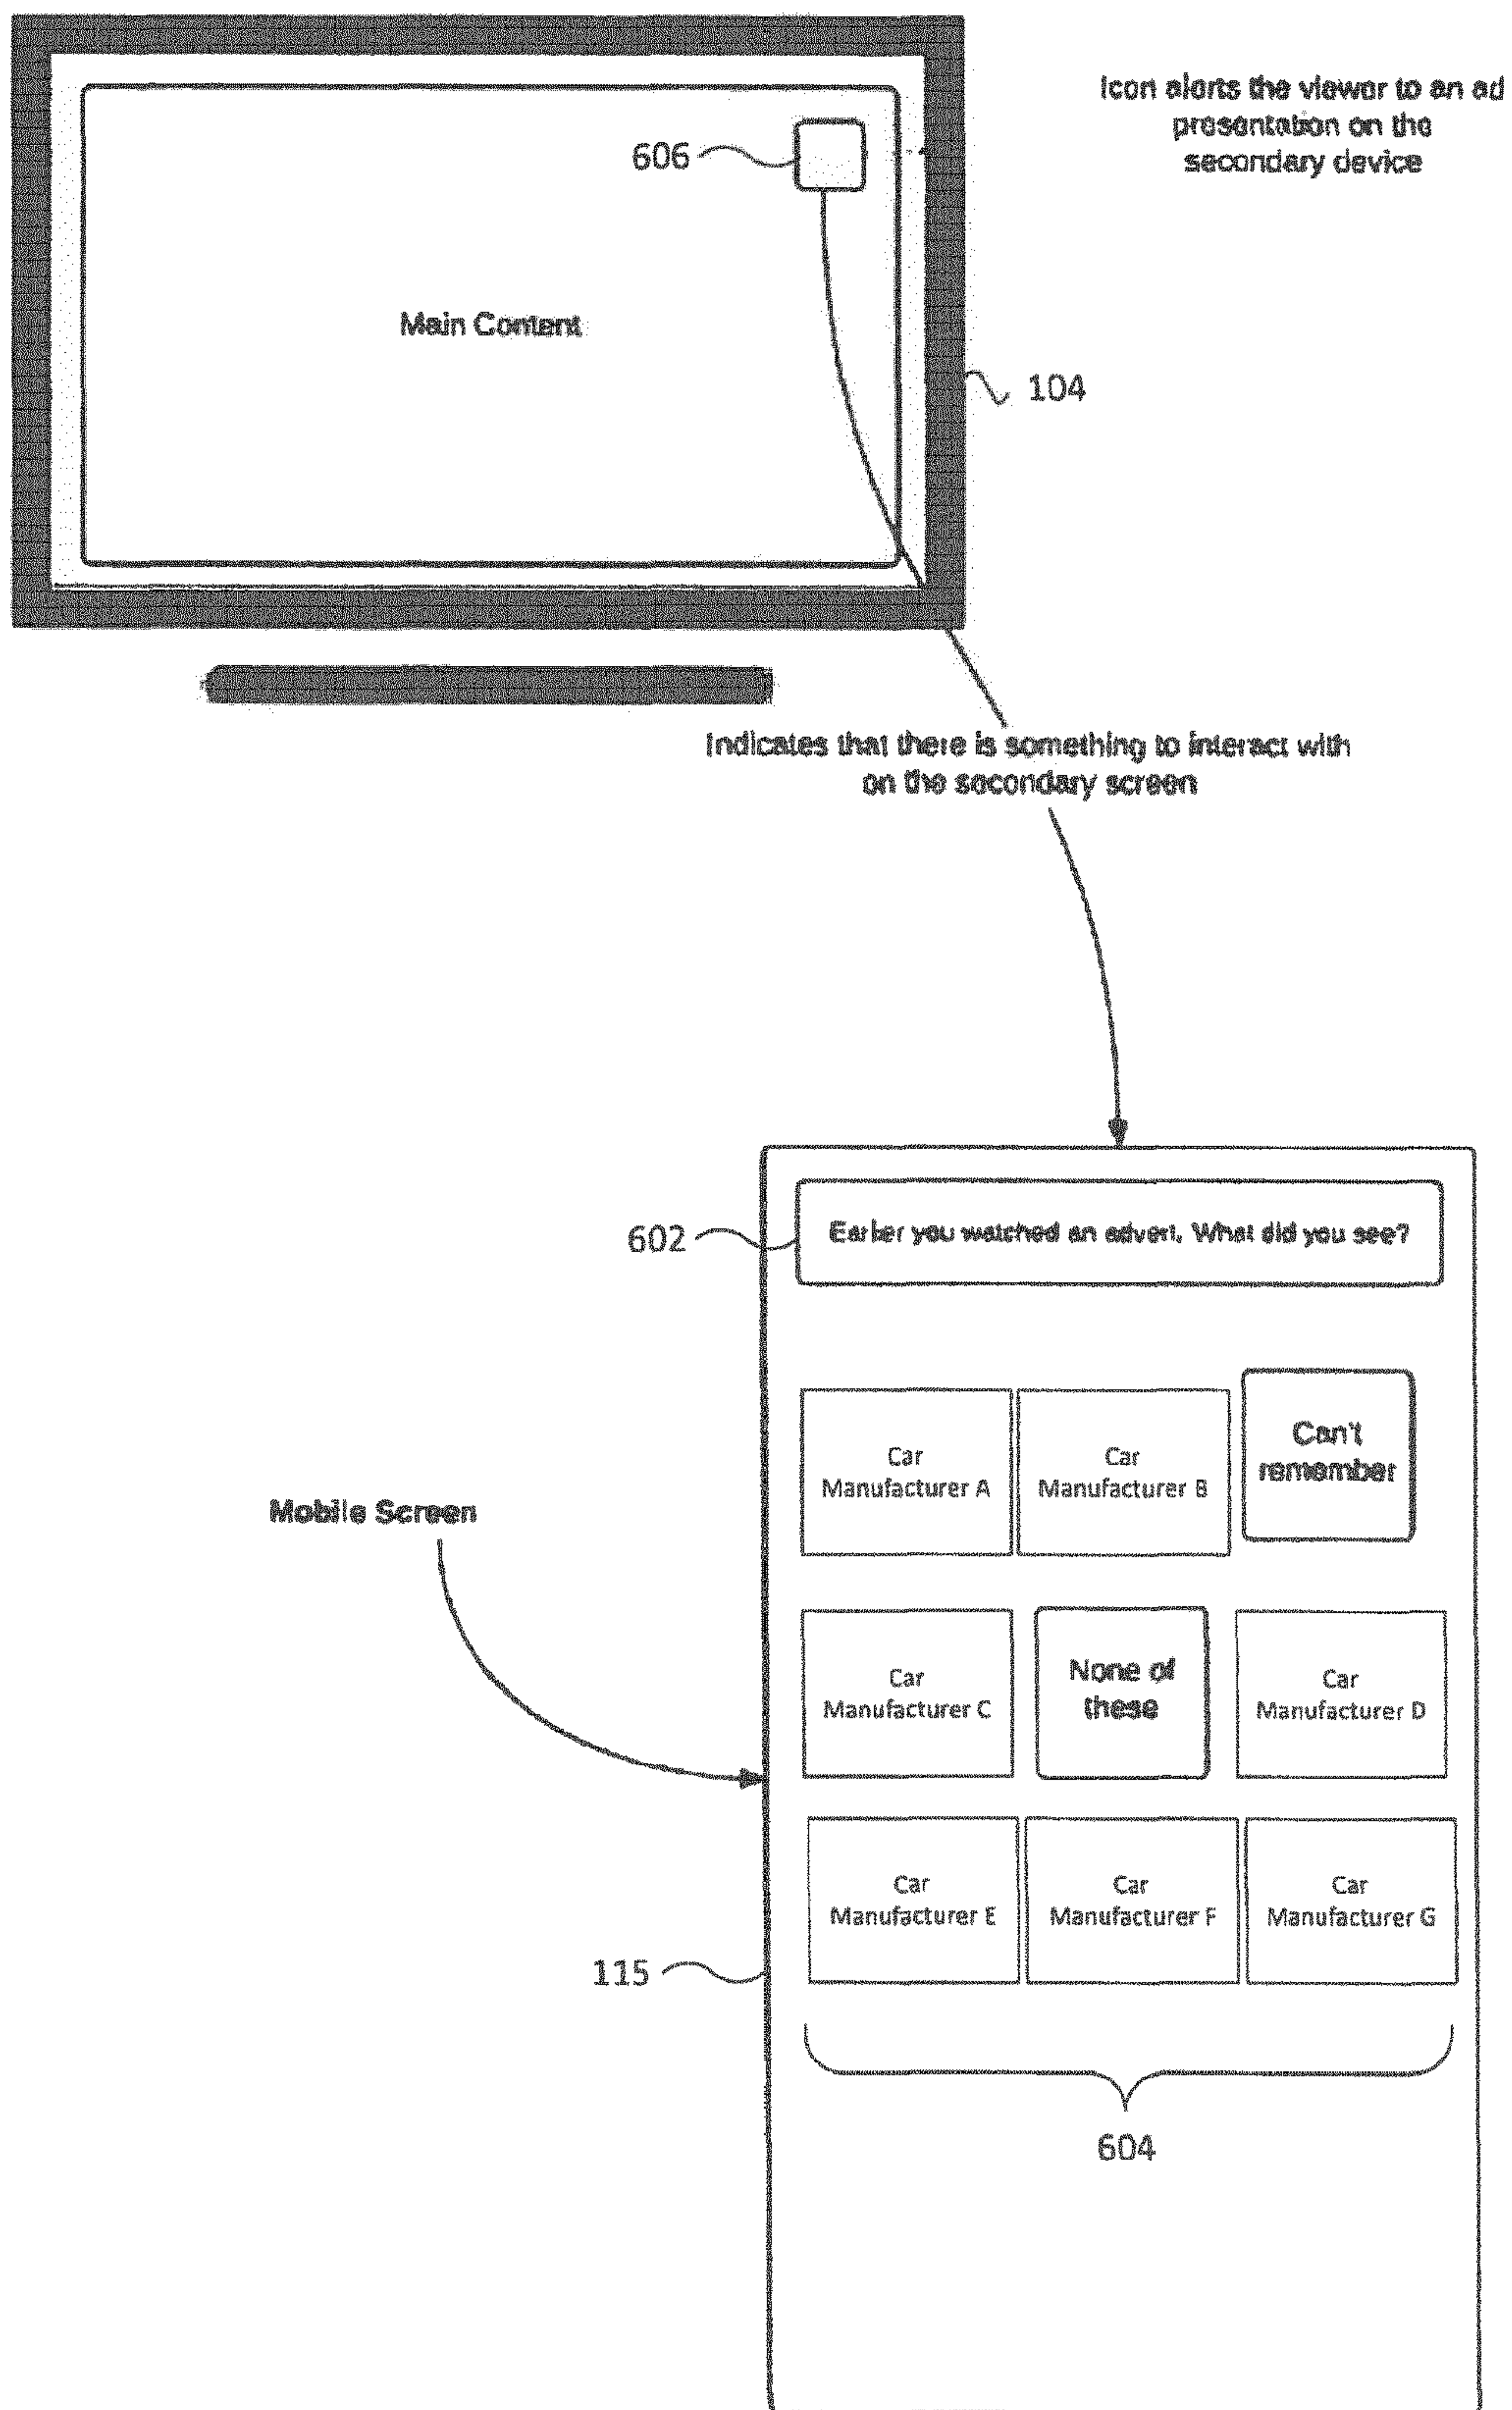 Icon alerts the viewer to an ad
presentation on the
secondary device
606
Main Content
104
Indicates that there is something to interact with
on the secondary screen
602
Earlier you watched an advert. What did you see?
Car
Manufacturer A
Car
Manufacturer B
Can't
remember
Mobile Screen
Car
Manufacturer C
None of
these
Car
Manufacturer D
Car
Manufacturer E
Car
Manufacturer F
Car
Manufacturer G
115
604